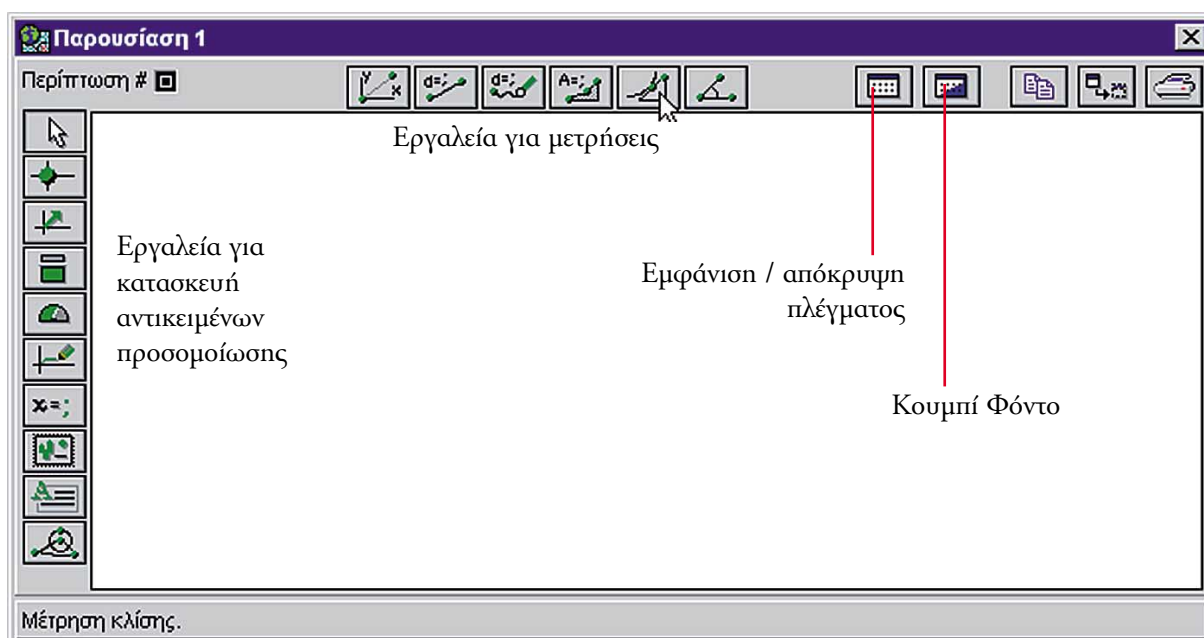 Παρουσίαση 1
Περίπτωση #
Εργαλεία για μετρήσεις
Εργαλεία για
κατασκευή
αντικειμένων
προσομοίωσης
Εμφάνιση / απόκρυψη
πλέγματος
Κουμπί Φόντο
Μέτρηση κλίσης.